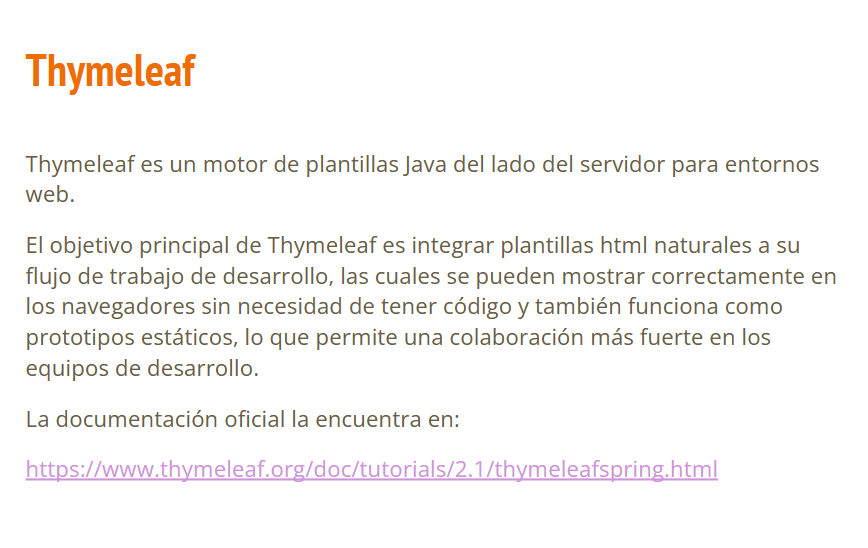 Thymeleaf
Thymeleaf es un motor de plantillas Java del lado del servidor para entornos
web.
El objetivo principal de Thymeleaf es integrar plantillas html naturales a su
flujo de trabajo de desarrollo, las cuales se pueden mostrar correctamente en
los navegadores sin necesidad de tener código y también funciona como
prototipos estáticos, lo que permite una colaboración más fuerte en los
equipos de desarrollo.
La documentación oficial la encuentra en:
https://www.thymeleaf.org/doc/tutorials/2.1/thymeleafspring.html